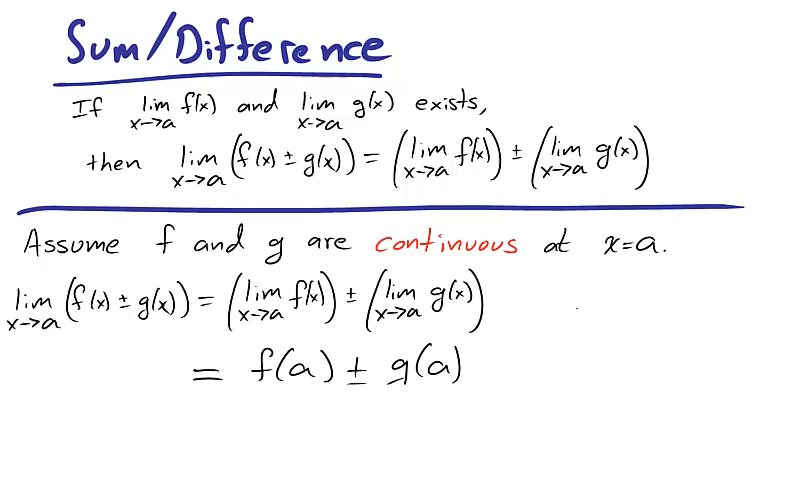 Sum/Difference
If lim x→a f(x) and lim x→a g(x) exists,
then lim x→a (f(x) ± g(x)) = (lim x→a f(x)) ± (lim x→a g(x))
Assume f and g are continuous at x=a.
lim x→a (f(x) ± g(x)) = (lim x→a f(x)) ± (lim x→a g(x))
= f(a) ± g(a)